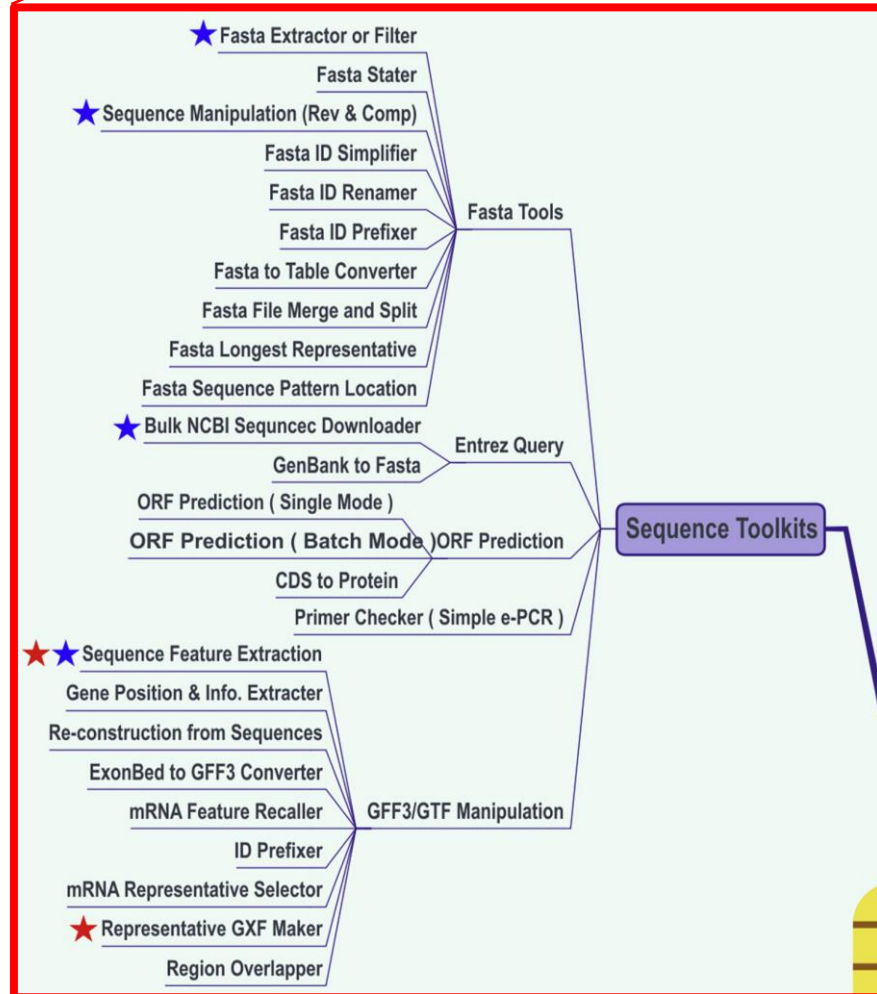 Fasta Extractor or Filter
Fasta Stater
Sequence Manipulation (Rev & Comp)
Fasta ID Simplifier
Fasta ID Renamer
Fasta ID Prefixer
Fasta to Table Converter
Fasta File Merge and Split
Fasta Longest Representative
Fasta Sequence Pattern Location
Fasta Tools
Bulk NCBI Sequncec Downloader
GenBank to Fasta
Entrez Query
ORF Prediction ( Single Mode )
ORF Prediction ( Batch Mode )
CDS to Protein
ORF Prediction
Primer Checker ( Simple e-PCR )
Sequence Toolkits
Sequence Feature Extraction
Gene Position & Info. Extracter
Re-construction from Sequences
ExonBed to GFF3 Converter
mRNA Feature Recaller
ID Prefixer
mRNA Representative Selector
Representative GXF Maker
Region Overlapper
GFF3/GTF Manipulation